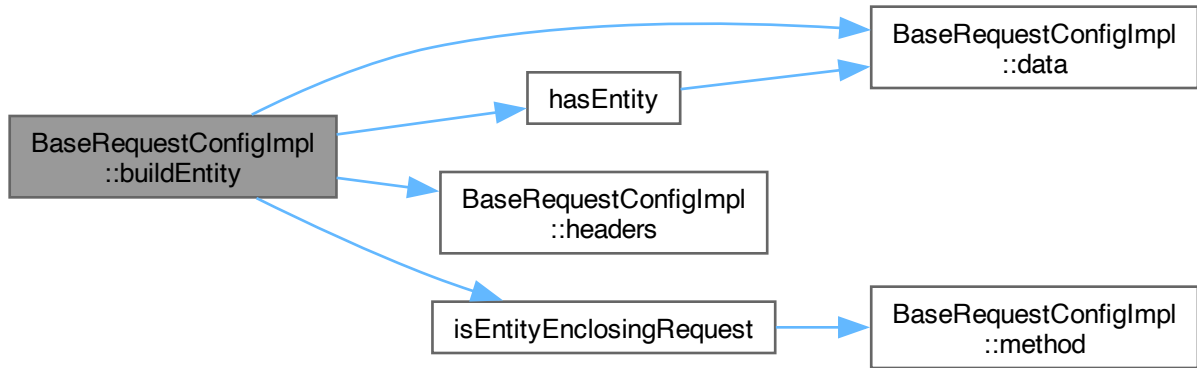 BaseRequestConfigImpl
::data
hasEntity
BaseRequestConfigImpl
::buildEntity
BaseRequestConfigImpl
::headers
isEntityEnclosingRequest
BaseRequestConfigImpl
::method